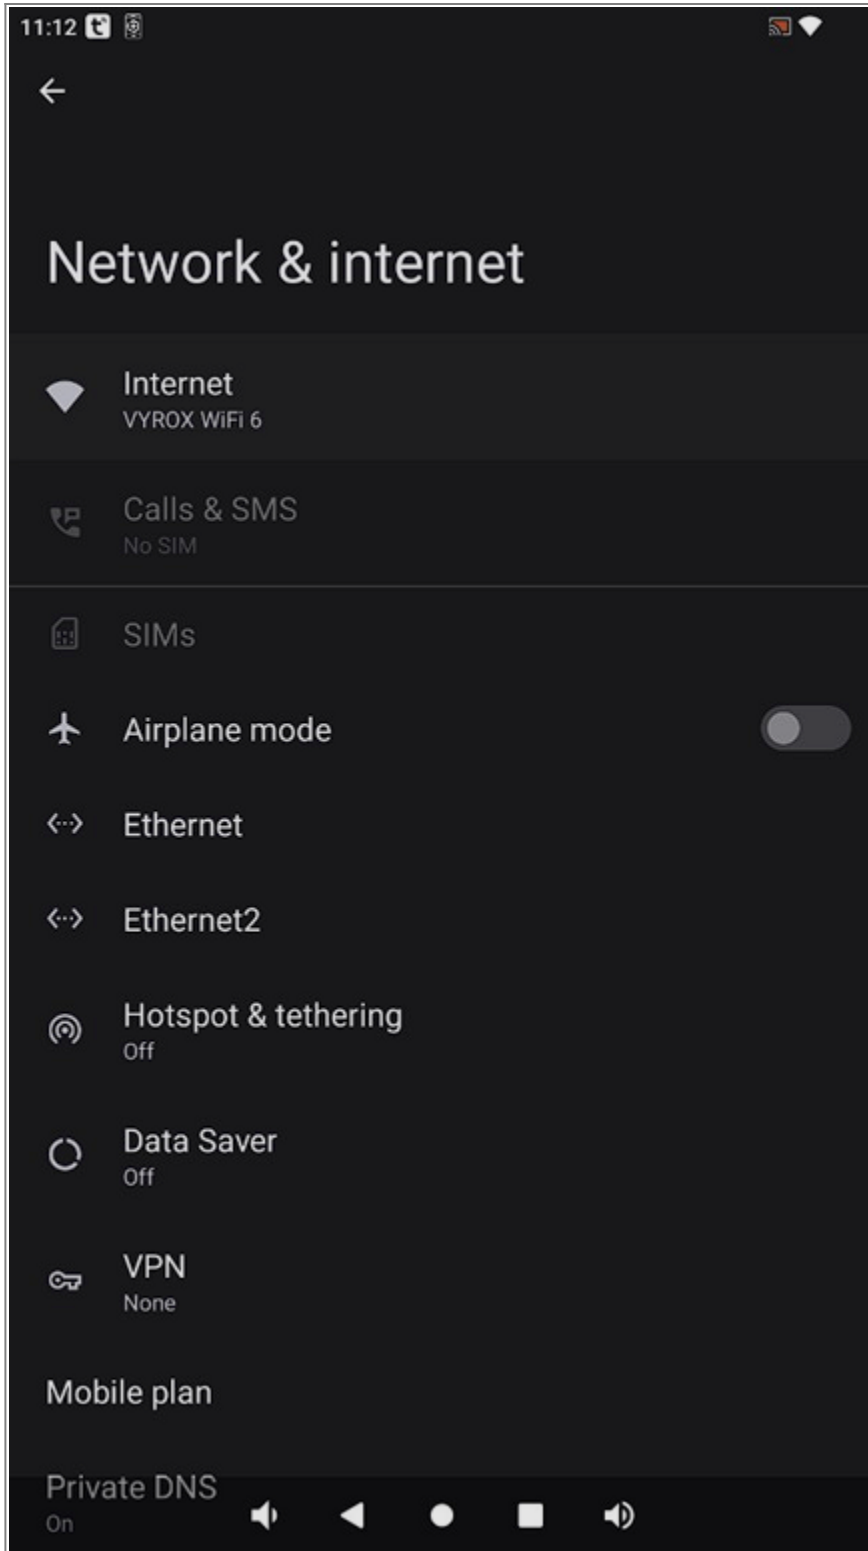 11:12
Network & internet
Internet
VYROX WiFi 6
Calls & SMS
No SIM
SIMs
Airplane mode
Ethernet
Ethernet2
Hotspot & tethering
Off
Data Saver
Off
VPN
None
Mobile plan
Private DNS
On